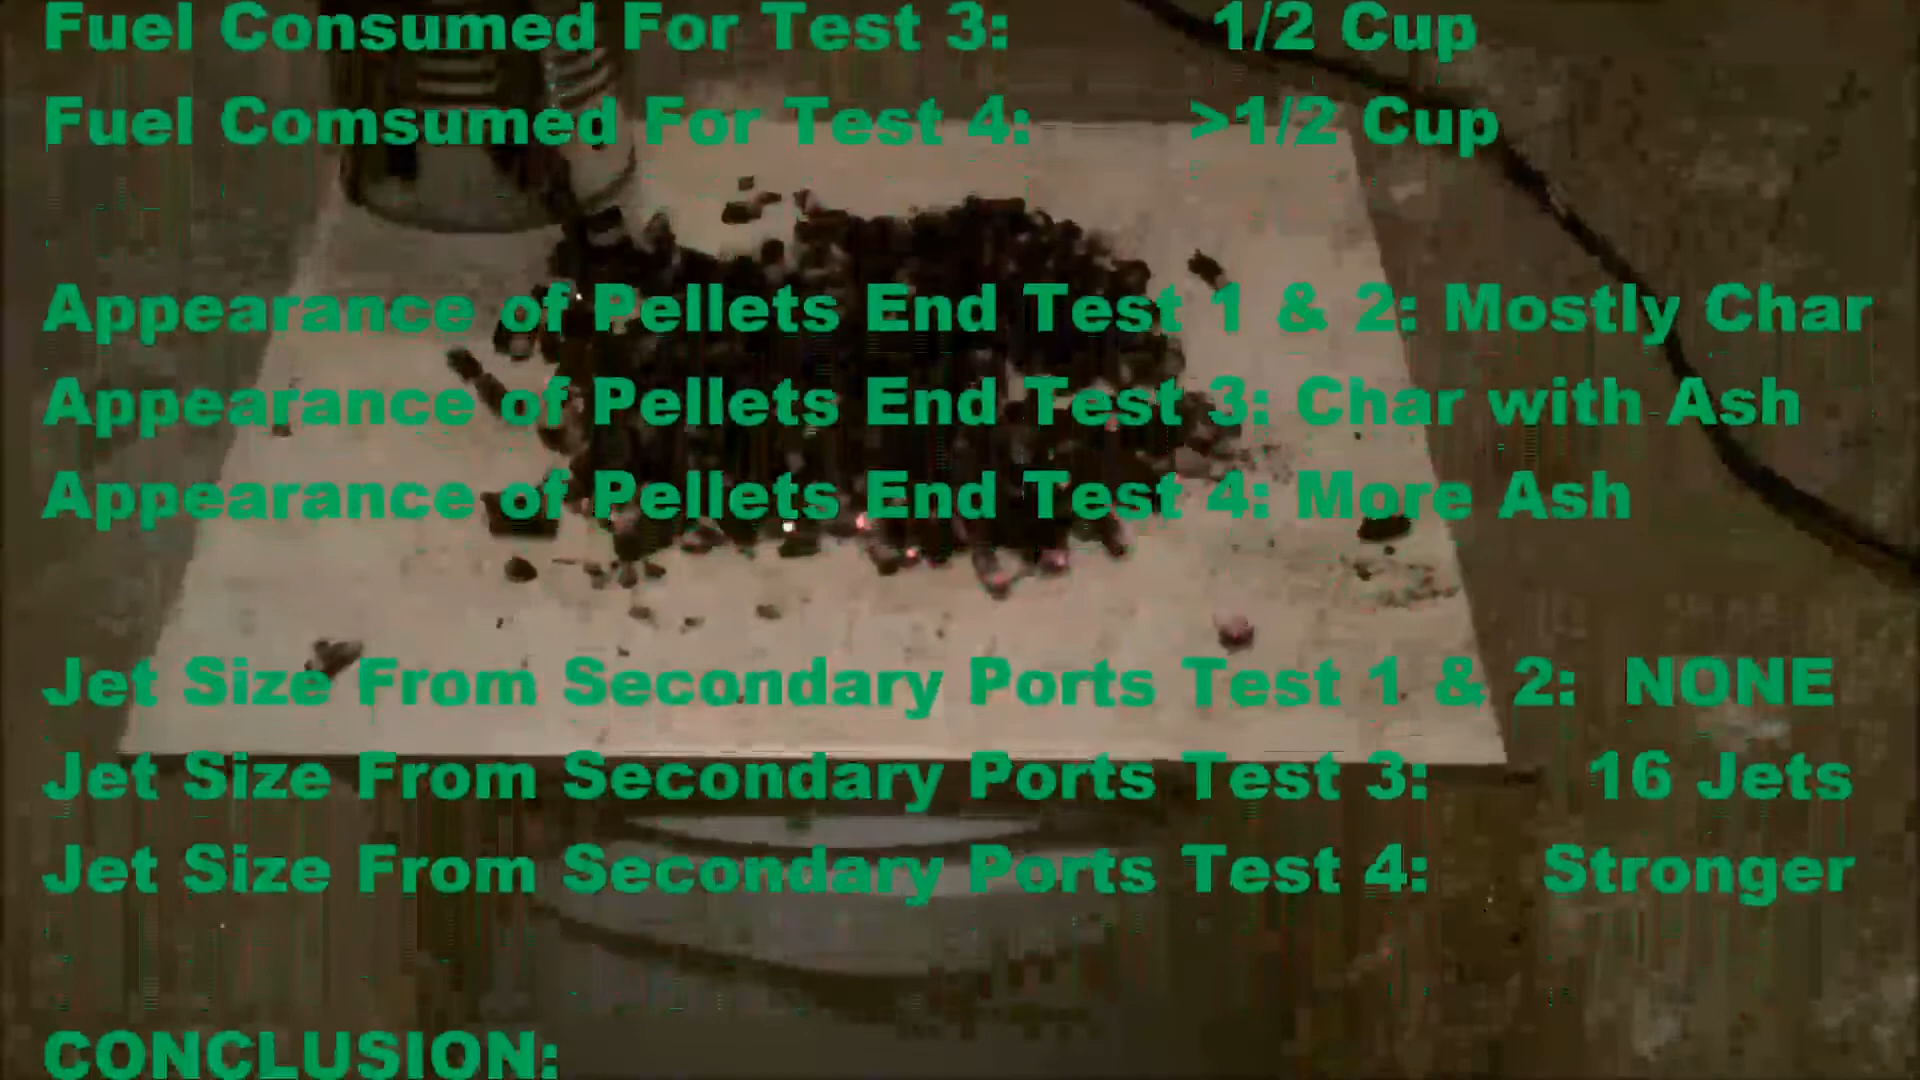 Fuel Consumed For Test 3: 1/2 Cup
Fuel Comsumed For Test 4: >1/2 Cup
Appearance of Pellets End Test 1 & 2: Mostly Char
Appearance of Pellets End Test 3: Char with Ash
Appearance of Pellets End Test 4: More Ash
Jet Size From Secondary Ports Test 1 & 2: NONE
Jet Size From Secondary Ports Test 3: 16 Jets
Jet Size From Secondary Ports Test 4: Stronger
CONCLUSION: